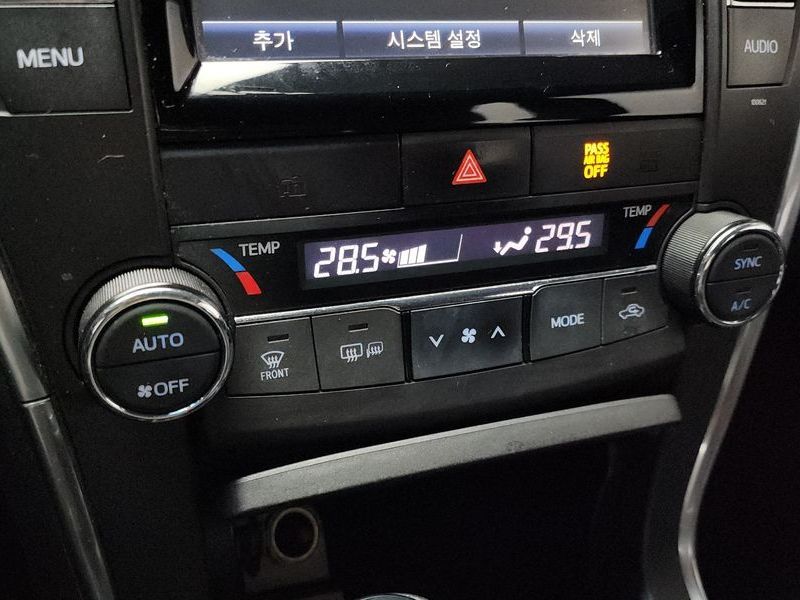 추가 시스템 설정 삭제
MENU
AUDIO
100621
PASS
AIR BAG
OFF
TEMP
28.5
29.5
TEMP
AUTO
OFF
FRONT
MODE
SYNC
A/C